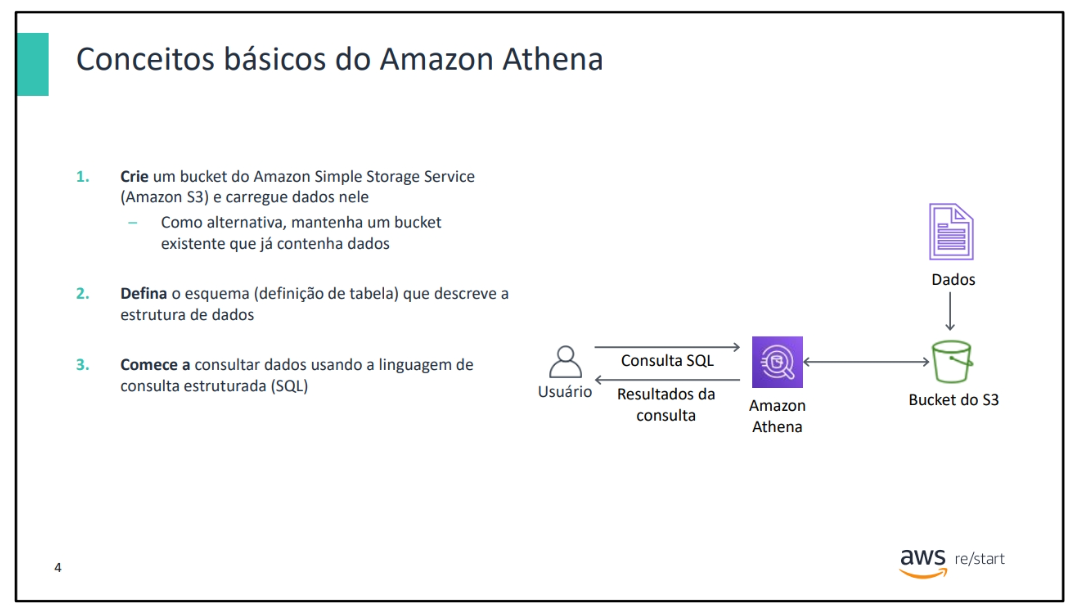 Conceitos básicos do Amazon Athena
1. Crie um bucket do Amazon Simple Storage Service
(Amazon S3) e carregue dados nele
– Como alternativa, mantenha um bucket
existente que já contenha dados
2. Defina o esquema (definição de tabela) que descreve a
estrutura de dados
3. Comece a consultar dados usando a linguagem de
consulta estruturada (SQL)
Dados
Consulta SQL
Usuário
Resultados da
consulta
Amazon
Athena
Bucket do S3
4
aws re/start